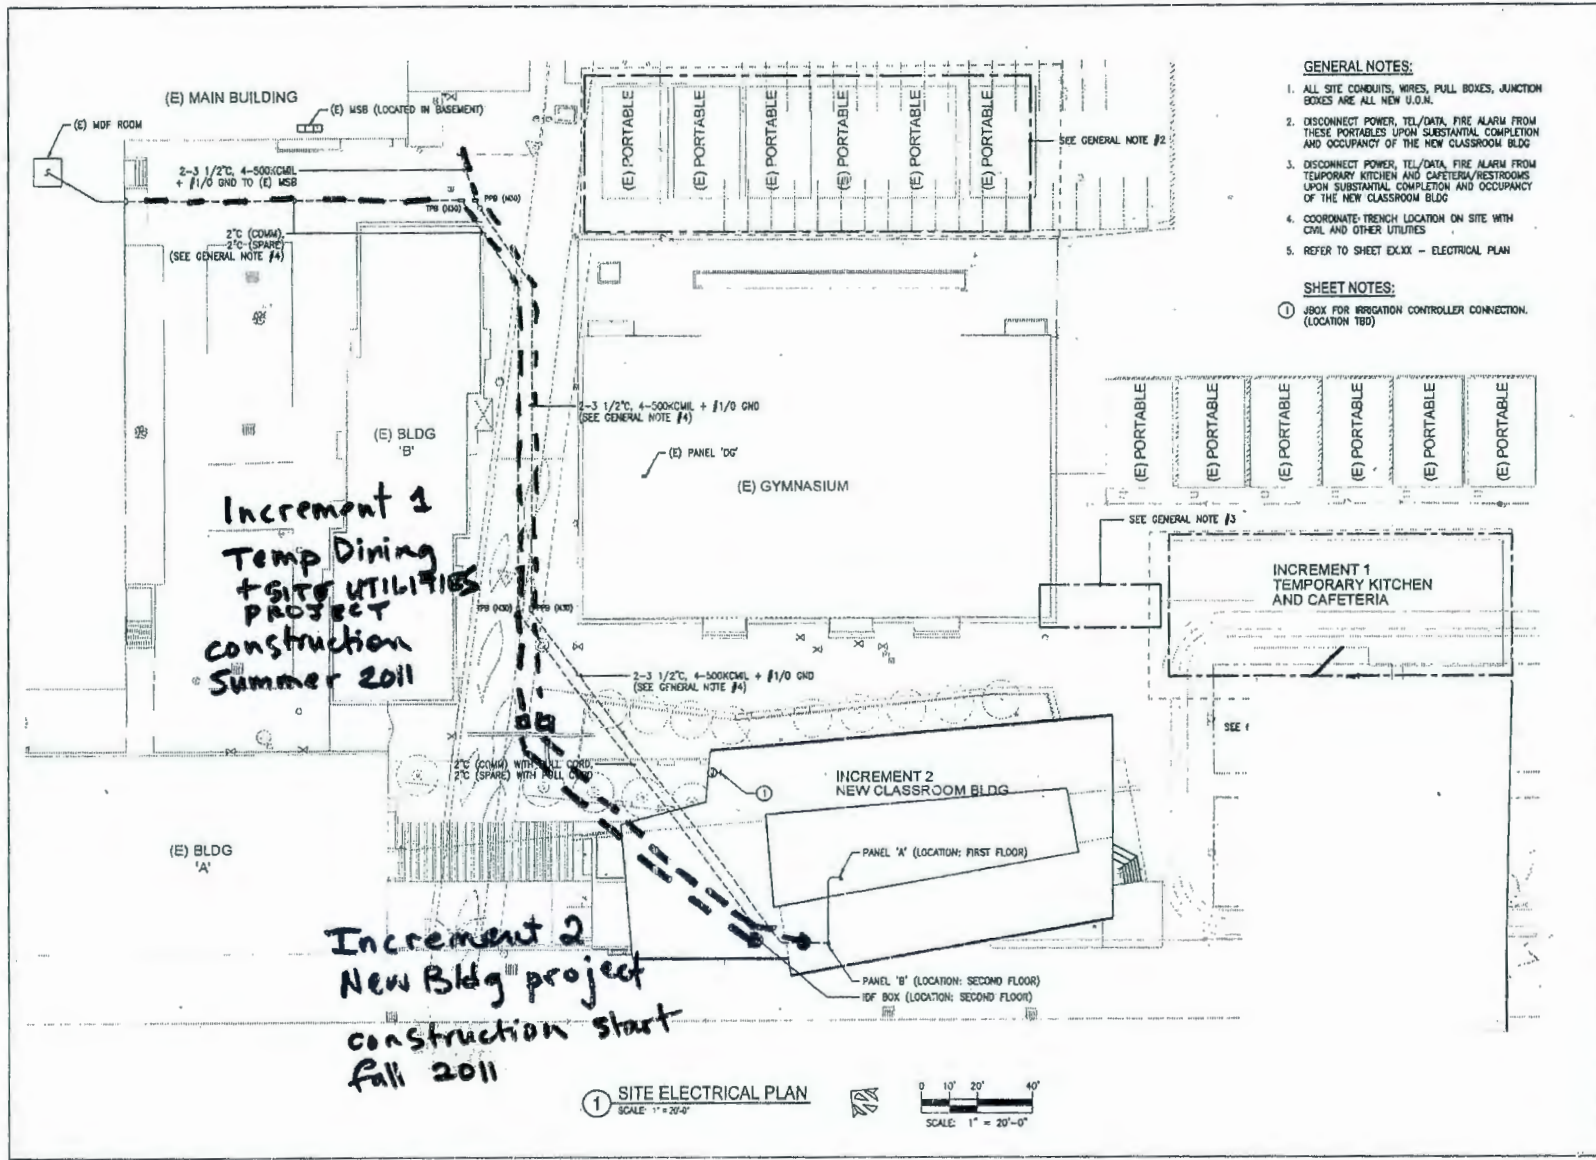 (E) MAIN BUILDING
(E) MSB (LOCATED IN BASEMENT)
(E) MDF ROOM
2-3 1/2"C, 4-500KCMIL
+ #1/0 GND TO (E) MSB
TPB (N30)
PPB (N30)
2"C (COMM),
2"C (SPARE)
(SEE GENERAL NOTE #4)
(E) PORTABLE
(E) PORTABLE
(E) PORTABLE
(E) PORTABLE
(E) PORTABLE
(E) PORTABLE
SEE GENERAL NOTE #2
GENERAL NOTES:
1. ALL SITE CONDUITS, WIRES, PULL BOXES, JUNCTION
BOXES ARE ALL NEW U.O.N.
2. DISCONNECT POWER, TEL/DATA, FIRE ALARM FROM
THESE PORTABLES UPON SUBSTANTIAL COMPLETION
AND OCCUPANCY OF THE NEW CLASSROOM BLDG
3. DISCONNECT POWER, TEL/DATA, FIRE ALARM FROM
TEMPORARY KITCHEN AND CAFETERIA/RESTROOMS
UPON SUBSTANTIAL COMPLETION AND OCCUPANCY
OF THE NEW CLASSROOM BLDG
4. COORDINATE TRENCH LOCATION ON SITE WITH
CIVIL AND OTHER UTILITIES
5. REFER TO SHEET EX.XX - ELECTRICAL PLAN
SHEET NOTES:
1 JBOX FOR IRRIGATION CONTROLLER CONNECTION.
(LOCATION TBD)
2-3 1/2"C, 4-500KCMIL + #1/0 GND
(SEE GENERAL NOTE #4)
(E) BLDG
'B'
(E) PANEL 'DG'
(E) GYMNASIUM
(E) PORTABLE
(E) PORTABLE
(E) PORTABLE
(E) PORTABLE
(E) PORTABLE
(E) PORTABLE
SEE GENERAL NOTE #3
INCREMENT 1
TEMPORARY KITCHEN
AND CAFETERIA
Increment 1
Temp Dining
+ SITE UTILITIES
PROJECT
construction
Summer 2011
TPB (N30)
PPB (N30)
2-3 1/2"C, 4-500KCMIL + #1/0 GND
(SEE GENERAL NOTE #4)
SEE
2"C (COMM) WITH PULL CORD,
2"C (SPARE) WITH PULL CORD
INCREMENT 2
NEW CLASSROOM BLDG
1
(E) BLDG
'A'
PANEL 'A' (LOCATION: FIRST FLOOR)
Increment 2
New Bldg project
construction start
fall 2011
PANEL 'B' (LOCATION: SECOND FLOOR)
IDF BOX (LOCATION: SECOND FLOOR)
1 SITE ELECTRICAL PLAN
SCALE: 1" = 20'-0"
0 10' 20' 40'
SCALE: 1" = 20'-0"